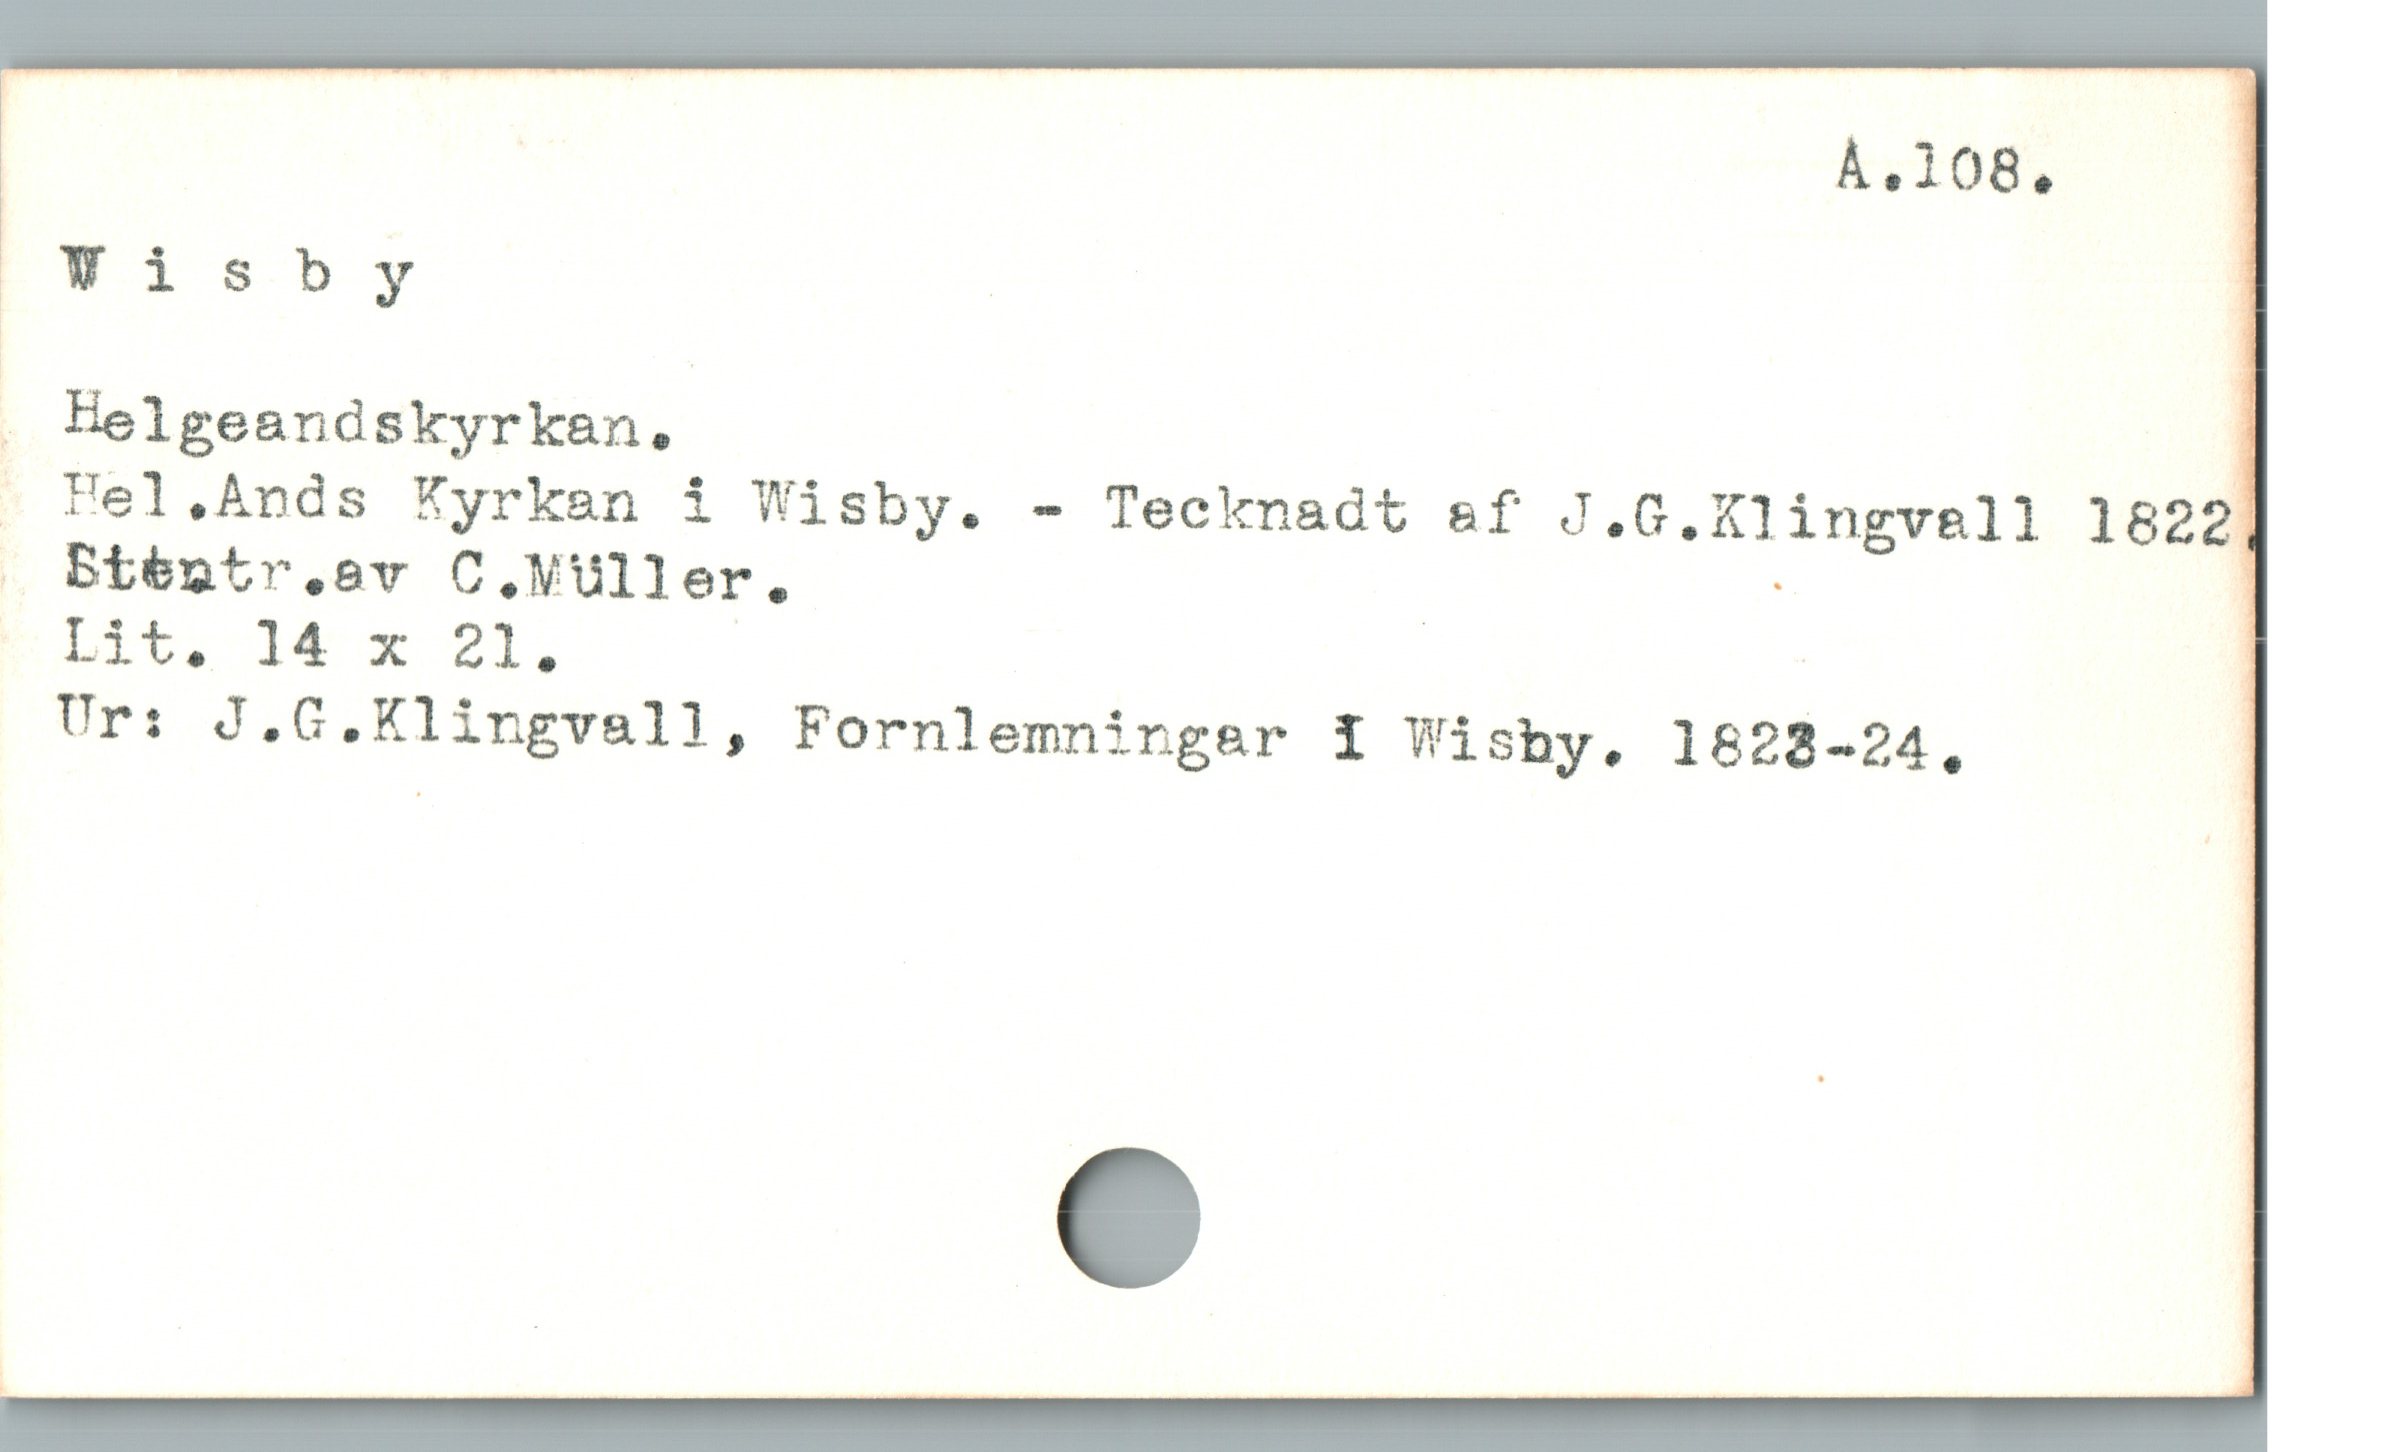 A.108.
W i s b y
Helgeandskyrkan.
Hel.Ands Kyrkan i Wisby. - Tecknadt af J.G.Klingvall 1822.
Stentr.av C.Müller.
Lit. 14 x 21.
Ur: J.G.Klingvall, Fornlemningar i Wisby. 1823-24.